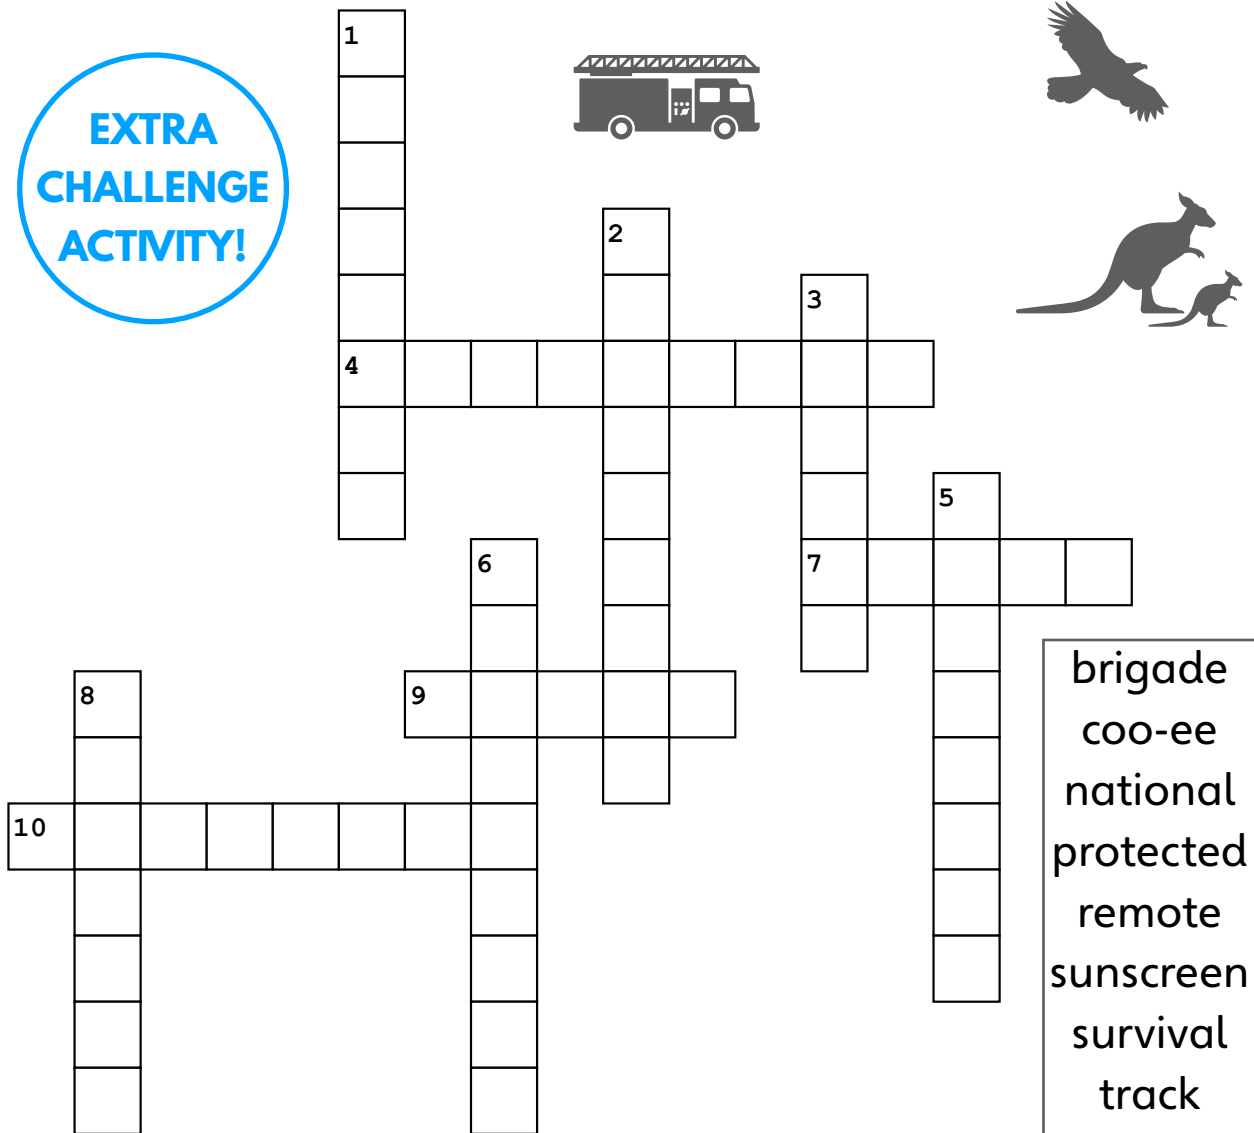 EXTRA
CHALLENGE
ACTIVITY!
1
2
3
4
5
6
7
8
9
10
brigade
coo-ee
national
protected
remote
sunscreen
survival
track